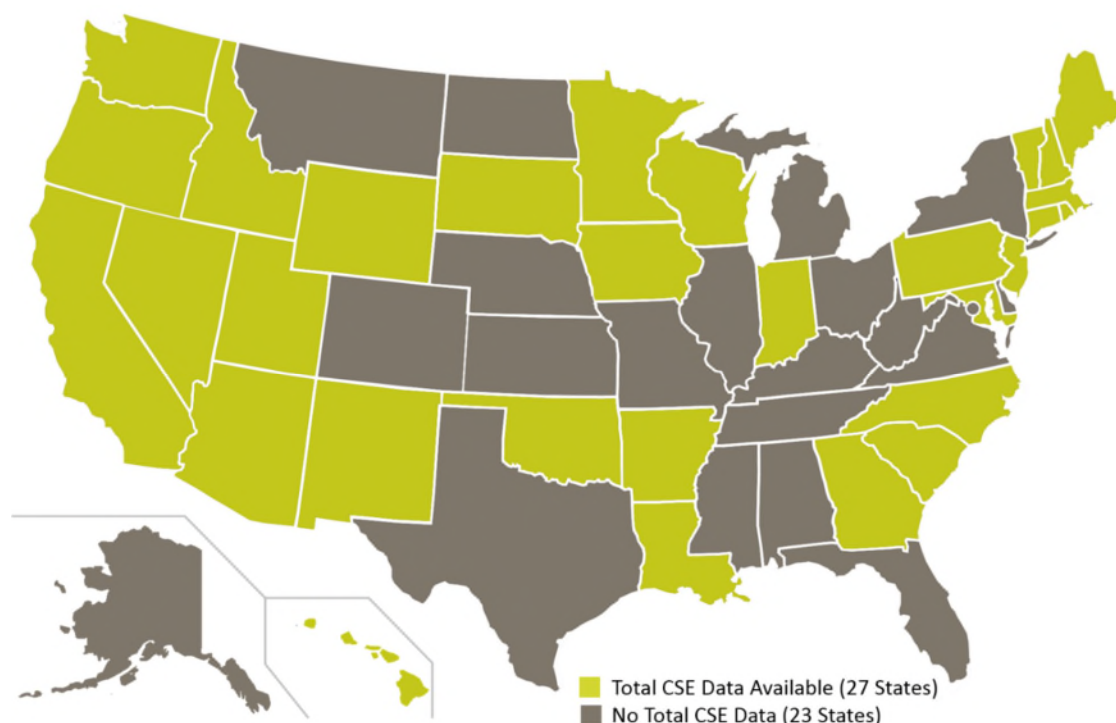 Total CSE Data Available (27 States)
No Total CSE Data (23 States)